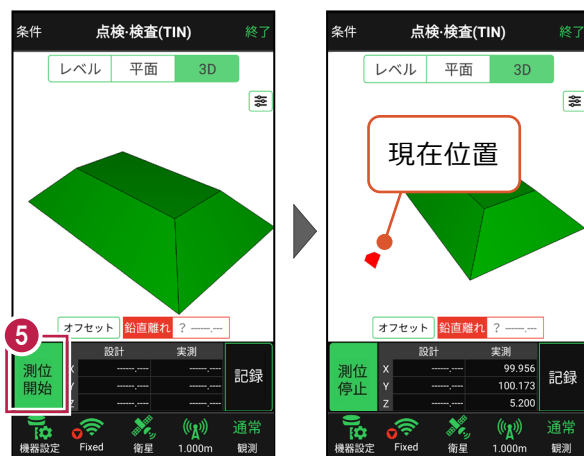 条件 点検・検査(TIN) 終了
レベル 平面 3D
5
オフセット 鉛直離れ ? -----.---
設計 実測
測位開始
X -----.--- -----.---
Y -----.--- -----.---
Z -----.--- -----.---
記録
機器設定 Fixed 衛星 1.000m 通常観測
条件 点検・検査(TIN) 終了
レベル 平面 3D
現在位置
オフセット 鉛直離れ ? -----.---
設計 実測
測位停止
X -----.--- 99.956
Y -----.--- 100.173
Z -----.--- 5.200
記録
機器設定 Fixed 衛星 1.000m 通常観測